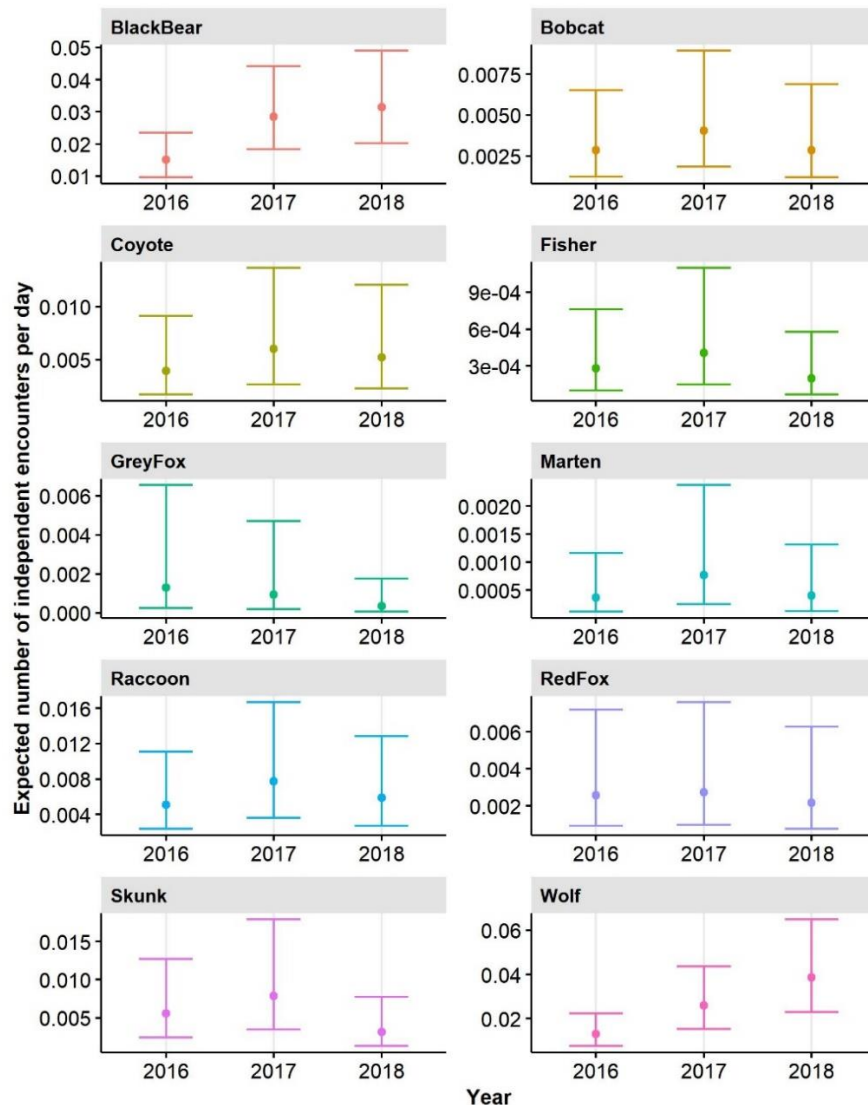 Expected number of independent encounters per day
BlackBear
0.05
0.04
0.03
0.02
0.01
2016 2017 2018
Bobcat
0.0075
0.0050
0.0025
2016 2017 2018
Coyote
0.010
0.005
2016 2017 2018
Fisher
9e-04
6e-04
3e-04
2016 2017 2018
GreyFox
0.006
0.004
0.002
0.000
2016 2017 2018
Marten
0.0020
0.0015
0.0010
0.0005
2016 2017 2018
Raccoon
0.016
0.012
0.008
0.004
2016 2017 2018
RedFox
0.006
0.004
0.002
2016 2017 2018
Skunk
0.015
0.010
0.005
2016 2017 2018
Wolf
0.06
0.04
0.02
2016 2017 2018
Year